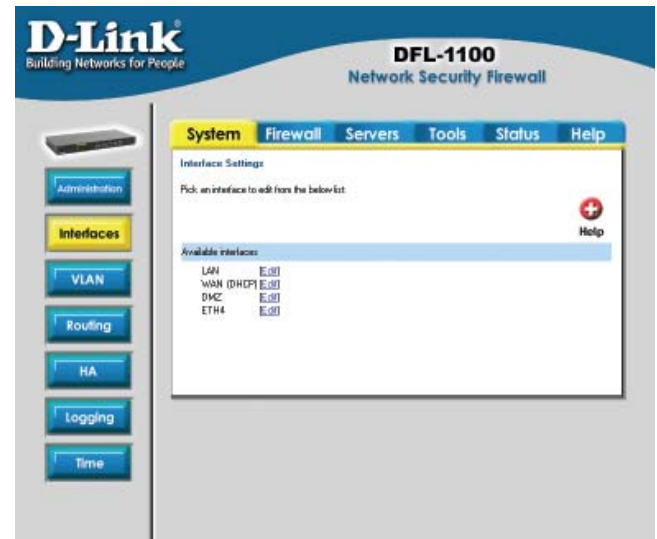 D-Link
Building Networks for People
DFL-1100
Network Security Firewall
System Firewall Servers Tools Status Help
Administration
Interfaces
VLAN
Routing
HA
Logging
Time
Interface Settings
Pick an interface to edit from the below list:
Help
Available interfaces
LAN [Edit]
WAN (DHCP) [Edit]
DMZ [Edit]
ETH4 [Edit]